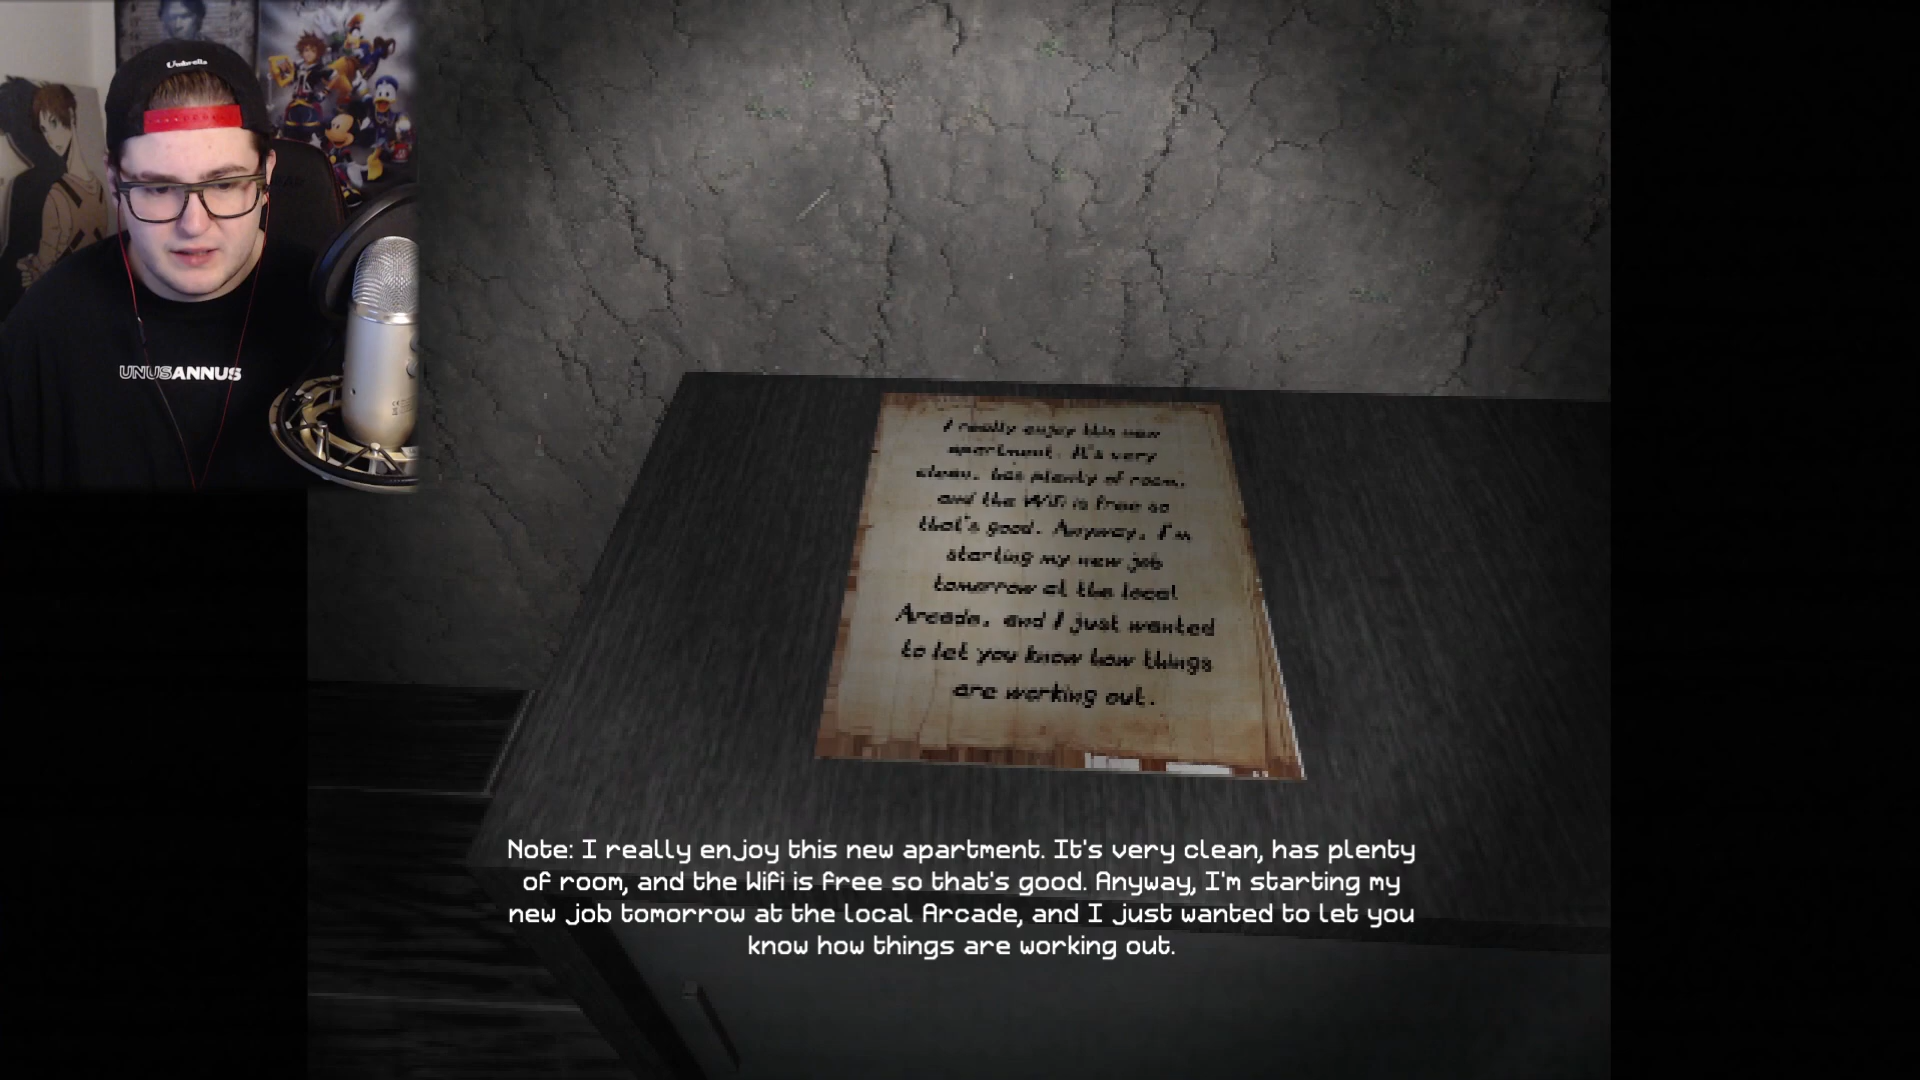 Umbrella
UNUSANNUS
I really enjoy this new
apartment. It's very
clean, has plenty of room,
and the Wifi is free so
that's good. Anyway, I'm
starting my new job
tomorrow at the local
Arcade, and I just wanted
to let you know how things
are working out.
Note: I really enjoy this new apartment. It's very clean, has plenty
of room, and the Wifi is free so that's good. Anyway, I'm starting my
new job tomorrow at the local Arcade, and I just wanted to let you
know how things are working out.